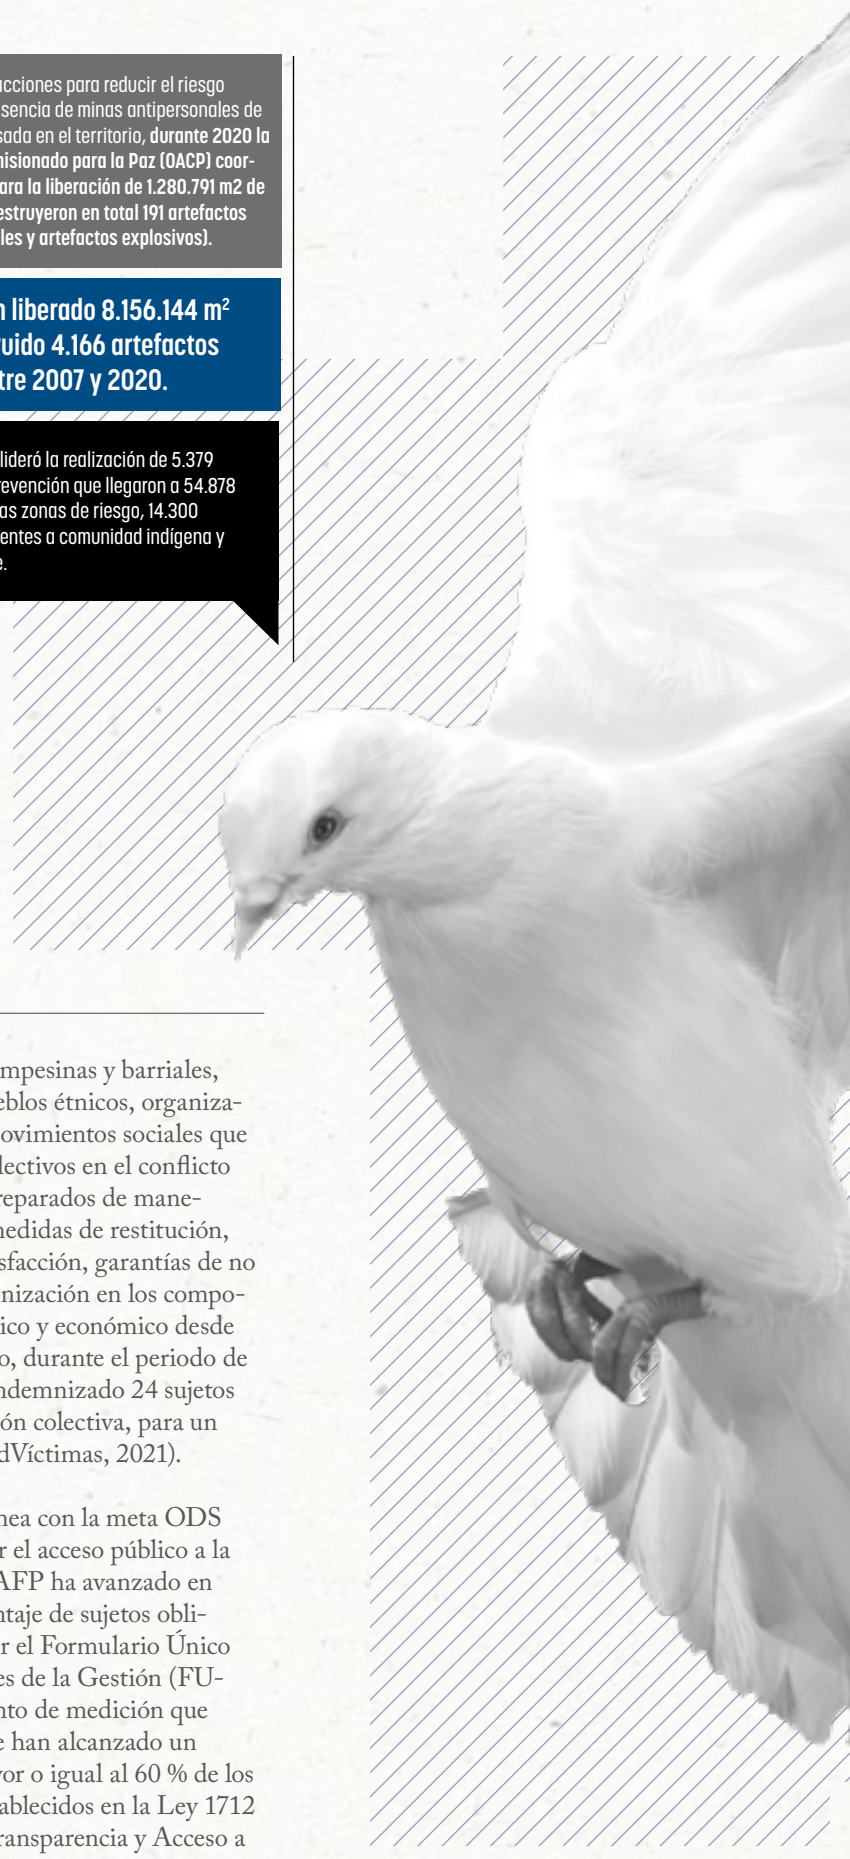 acciones para reducir el riesgo
sencia de minas antipersonales de
sada en el territorio, durante 2020 la
misionado para la Paz (OACP) coor-
ara la liberación de 1.280.791 m2 de
estruyeron en total 191 artefactos
les y artefactos explosivos).
n liberado 8.156.144 m²
ruido 4.166 artefactos
tre 2007 y 2020.
lideró la realización de 5.379
revención que llegaron a 54.878
as zonas de riesgo, 14.300
entes a comunidad indígena y
e.
mpesinas y barriales,
eblos étnicos, organiza-
ovimientos sociales que
lectivos en el conflicto
reparados de mane-
medidas de restitución,
sfacción, garantías de no
nización en los compo-
ico y económico desde
o, durante el periodo de
ndemnizado 24 sujetos
ón colectiva, para un
dVíctimas, 2021).
nea con la meta ODS
r el acceso público a la
AFP ha avanzado en
ntaje de sujetos obli-
r el Formulario Único
es de la Gestión (FU-
nto de medición que
e han alcanzado un
yor o igual al 60 % de los
ablecidos en la Ley 1712
ransparencia y Acceso a